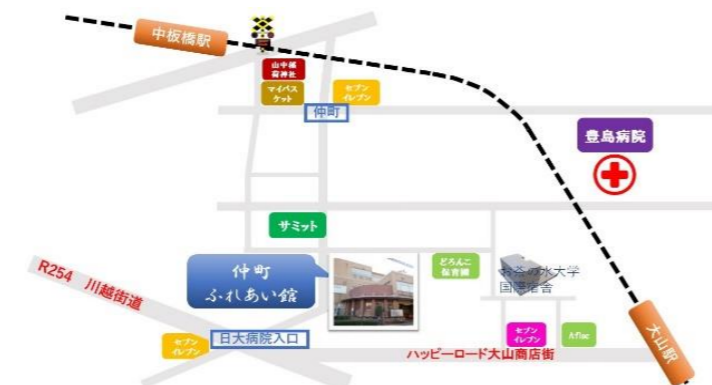 中板橋駅
山中稲
荷神社
マイバス
ケット
セブン
イレブン
仲町
豊島病院
サミット
仲町
ふれあい館
どろんこ
保育園
お茶の水大学
国際宿舎
R254 川越街道
セブン
イレブン
日大病院入口
セブン
イレブン
Aflac
ハッピーロード大山商店街
大山駅